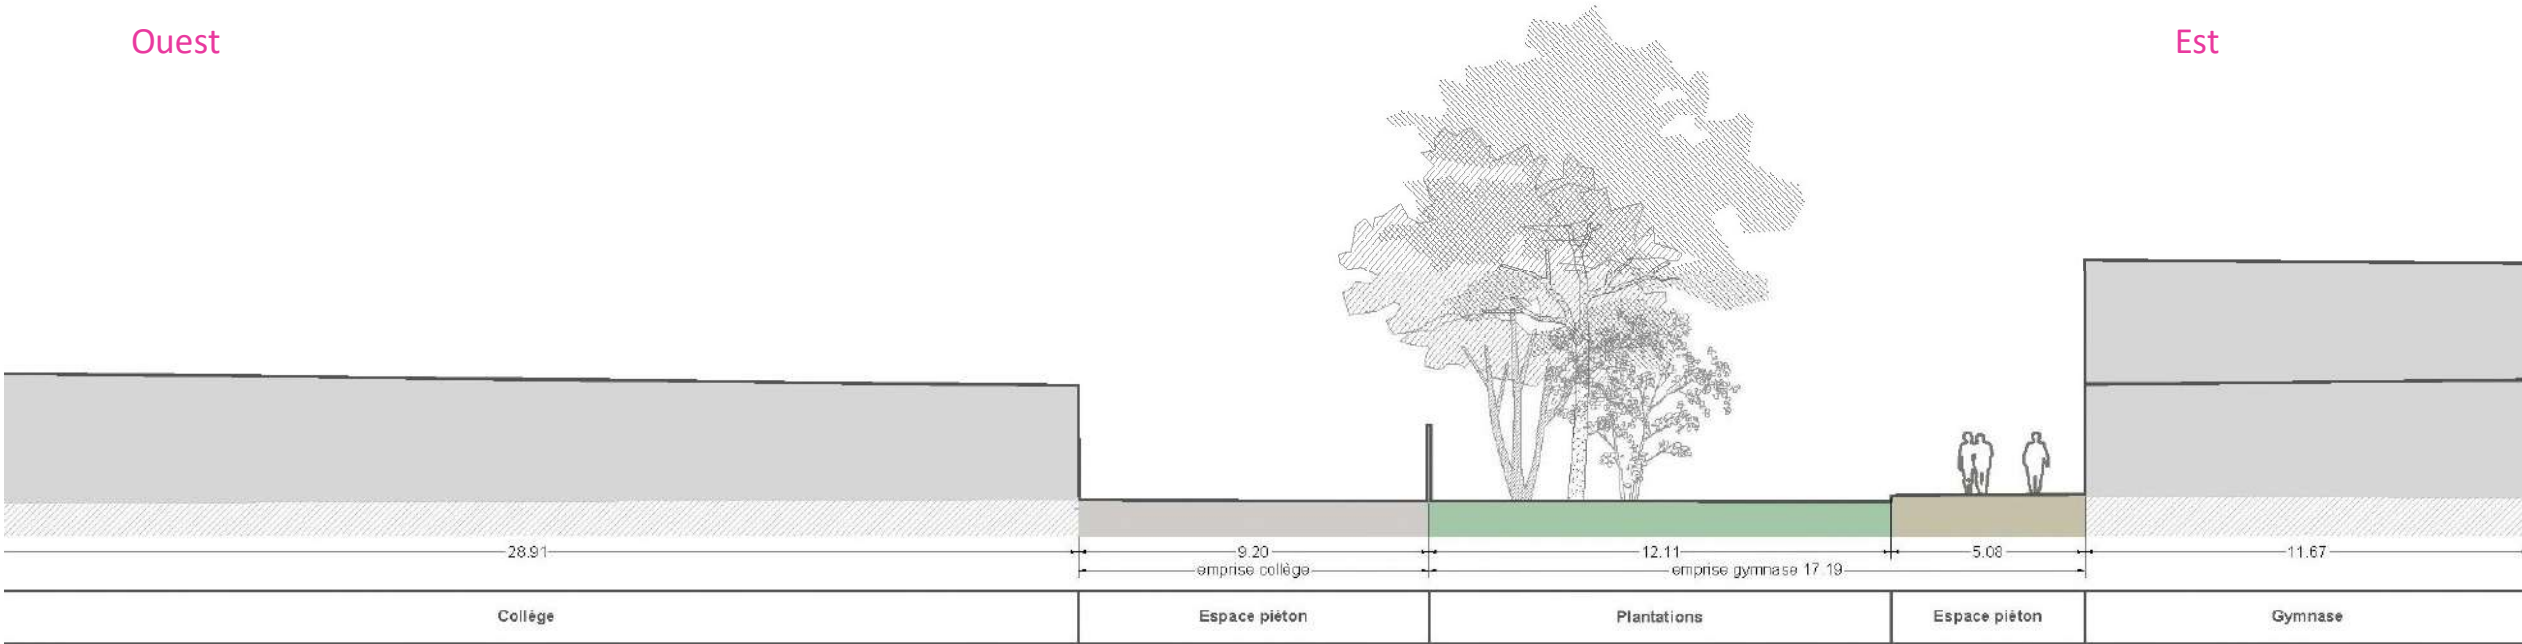 Ouest
Est
28.91
9.20
12.11
5.08
11.67
emprise collège
emprise gymnase 17.19
Collège
Espace piéton
Plantations
Espace piéton
Gymnase